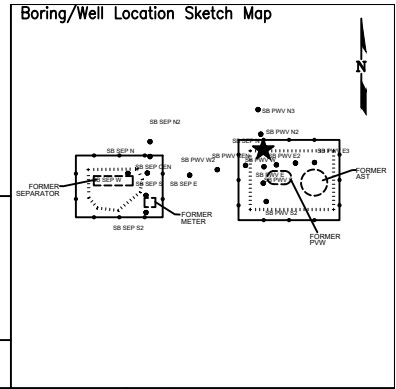 Boring/Well Location Sketch Map
N
SB PWV N3
SB SEP N2
SB PWV N2
SB SEP N
SB PWV W2
SB PWV E2
SB PWV E3
SB SEP CEN
SB SEP W
SB SEP S
SB SEP E
SB PWV E
FORMER
SEPARATOR
FORMER
AST
FORMER
METER
SB PWV S2
SB SEP S2
FORMER
PVW